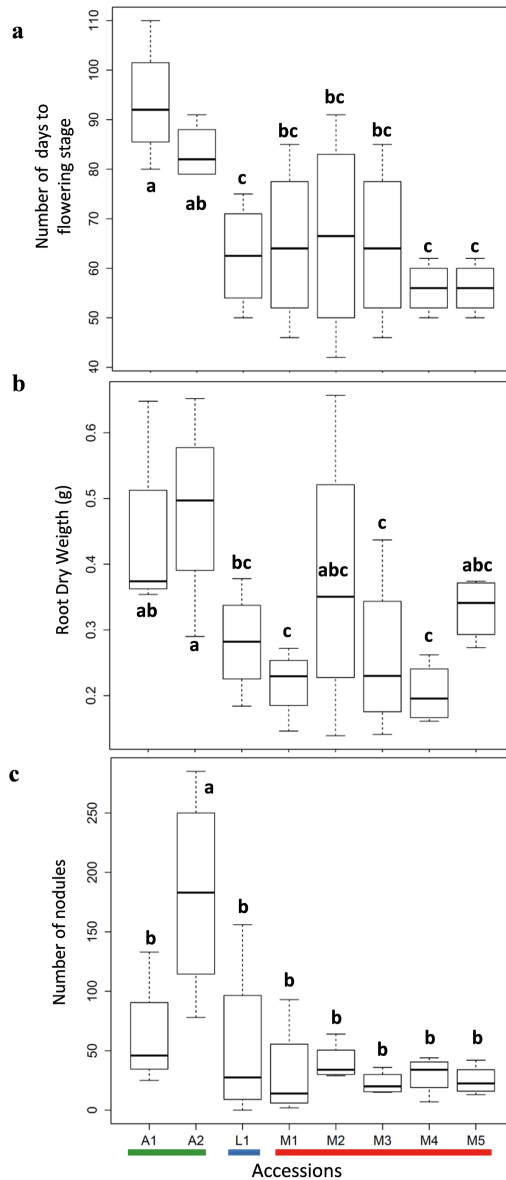 a
Number of days to
flowering stage
110
100
90
80
70
60
50
40
a
ab
c
bc
bc
bc
c
c
b
Root Dry Weigth (g)
0.6
0.5
0.4
0.3
0.2
ab
a
bc
c
abc
c
c
abc
c
Number of nodules
250
200
150
100
50
0
b
a
b
b
b
b
b
b
A1 A2 L1 M1 M2 M3 M4 M5
Accessions